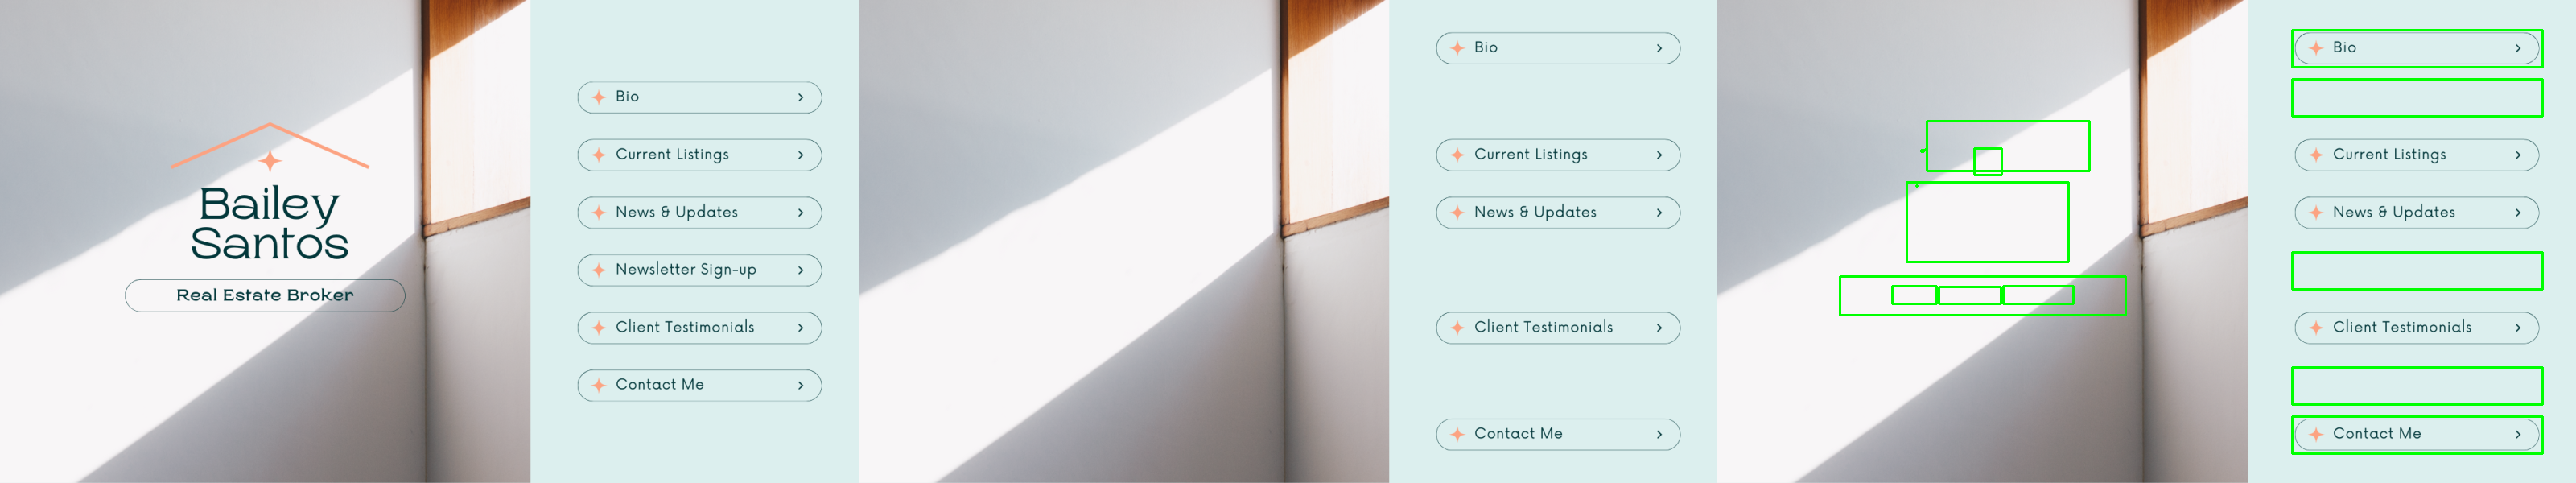 Bailey
Santos
Real Estate Broker
Bio
Current Listings
News & Updates
Newsletter Sign-up
Client Testimonials
Contact Me
Bio
Current Listings
News & Updates
Client Testimonials
Contact Me
Bio
Current Listings
News & Updates
Client Testimonials
Contact Me